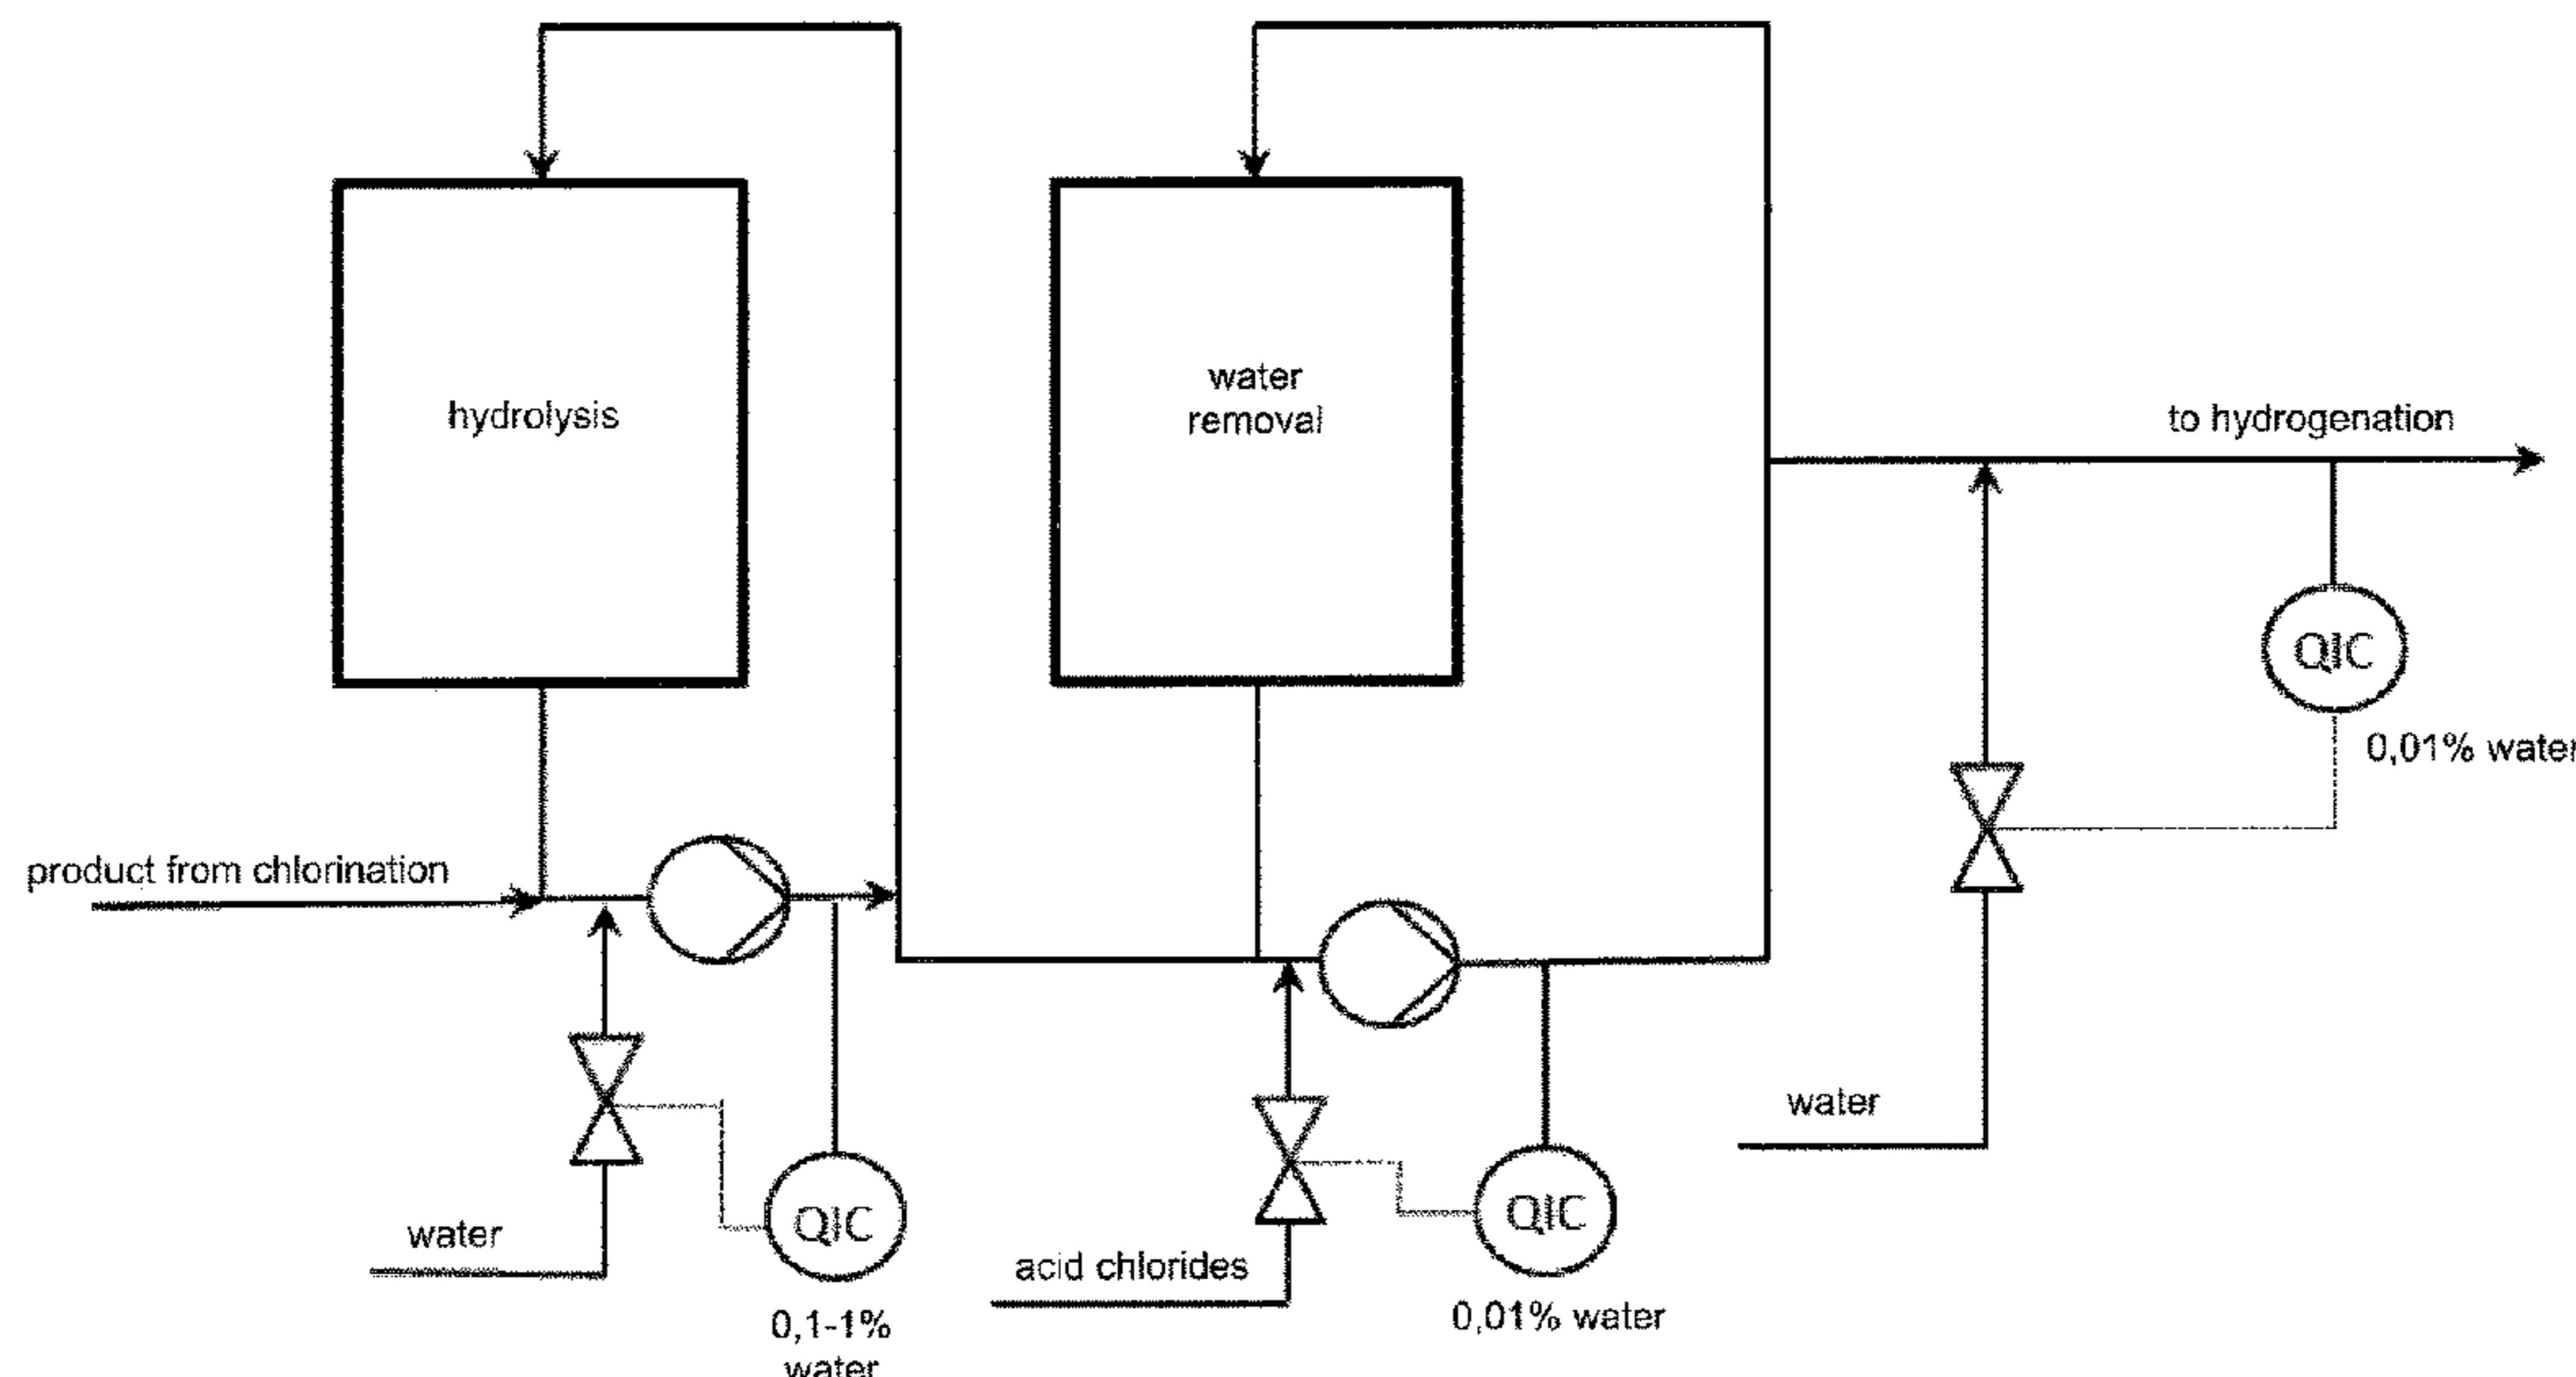 hydrolysis
water
removal
to hydrogenation
QIC
0,01% water
product from chlorination
water
QIC
0,1-1%
water
acid chlorides
QIC
0,01% water
water